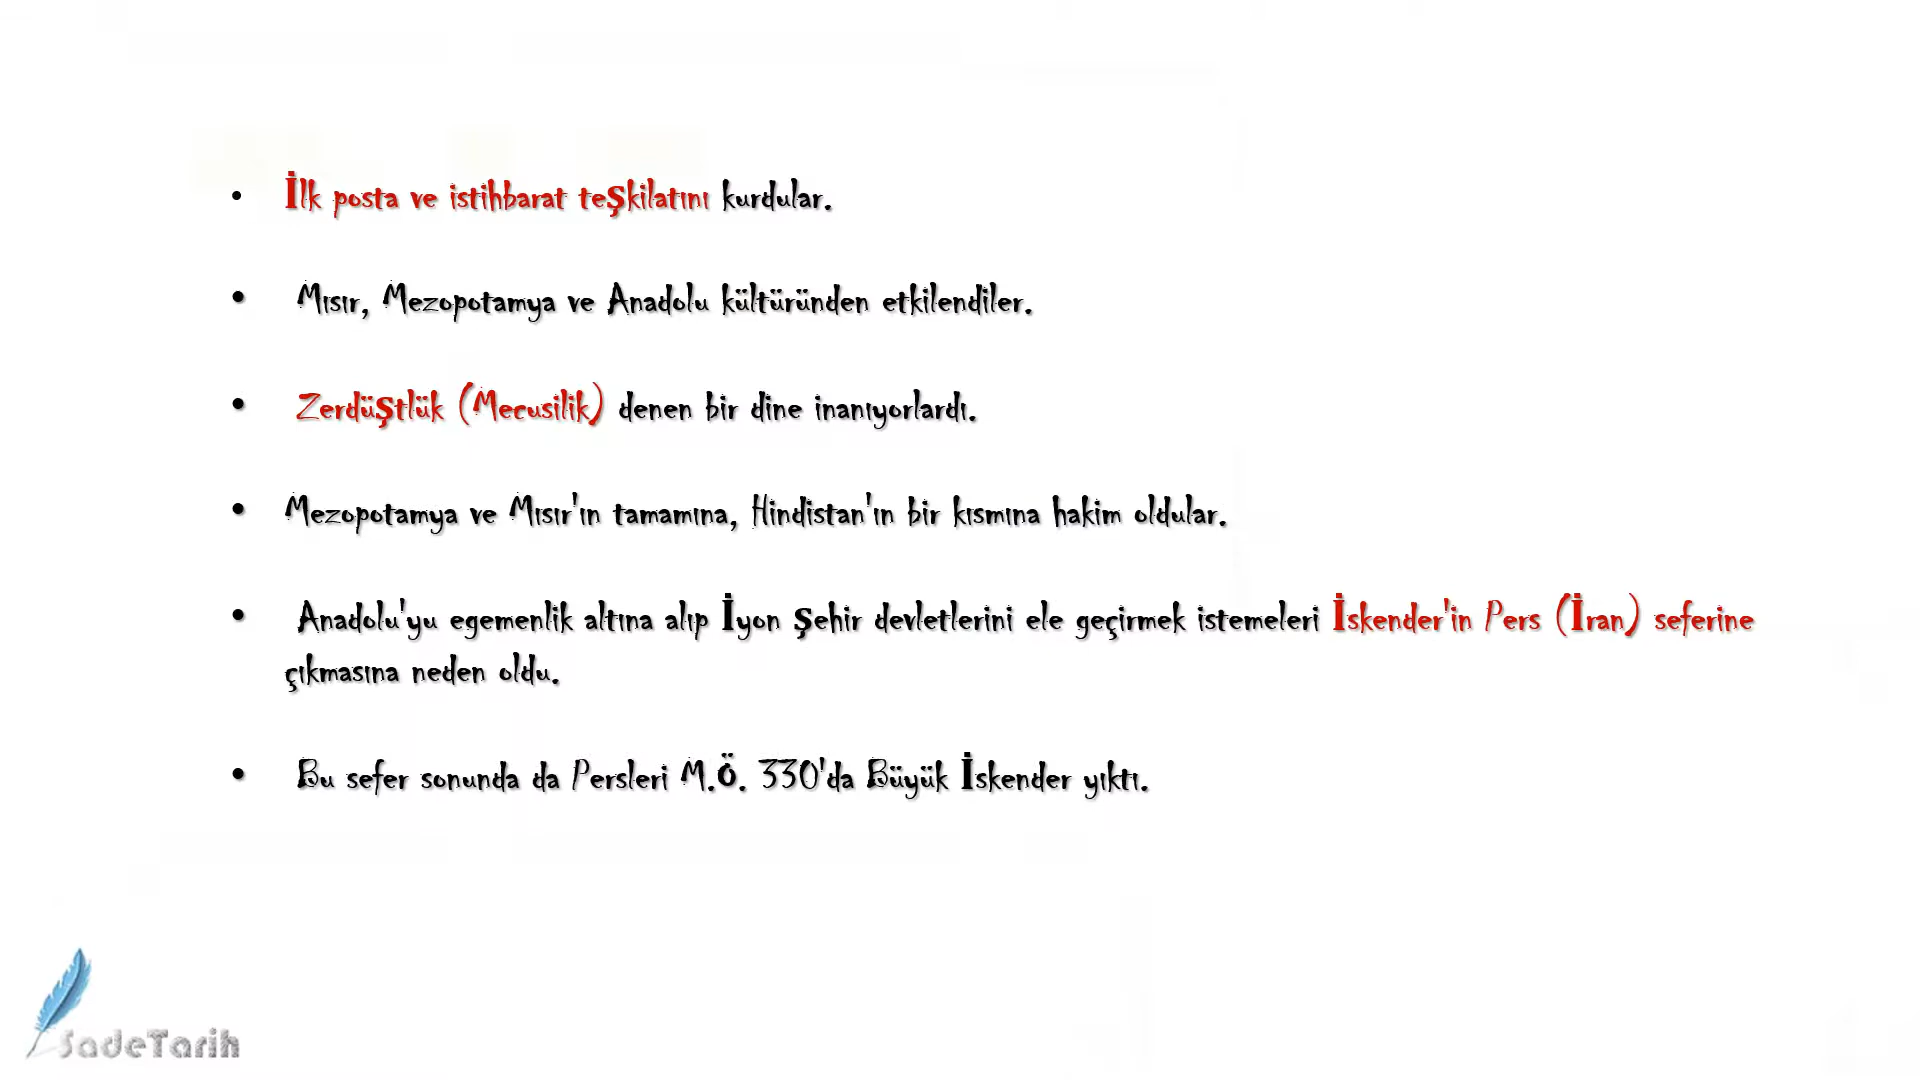 • İlk posta ve istihbarat teşkilatını kurdular.
• Mısır, Mezopotamya ve Anadolu kültüründen etkilendiler.
• Zerdüştlük (Mecusilik) denen bir dine inanıyorlardı.
• Mezopotamya ve Mısır'ın tamamına, Hindistan'ın bir kısmına hakim oldular.
• Anadolu'yu egemenlik altına alıp İyon şehir devletlerini ele geçirmek istemeleri İskender'in Pers (İran) seferine
çıkmasına neden oldu.
• Bu sefer sonunda da Persleri M.Ö. 330'da Büyük İskender yıktı.
SadeTarih